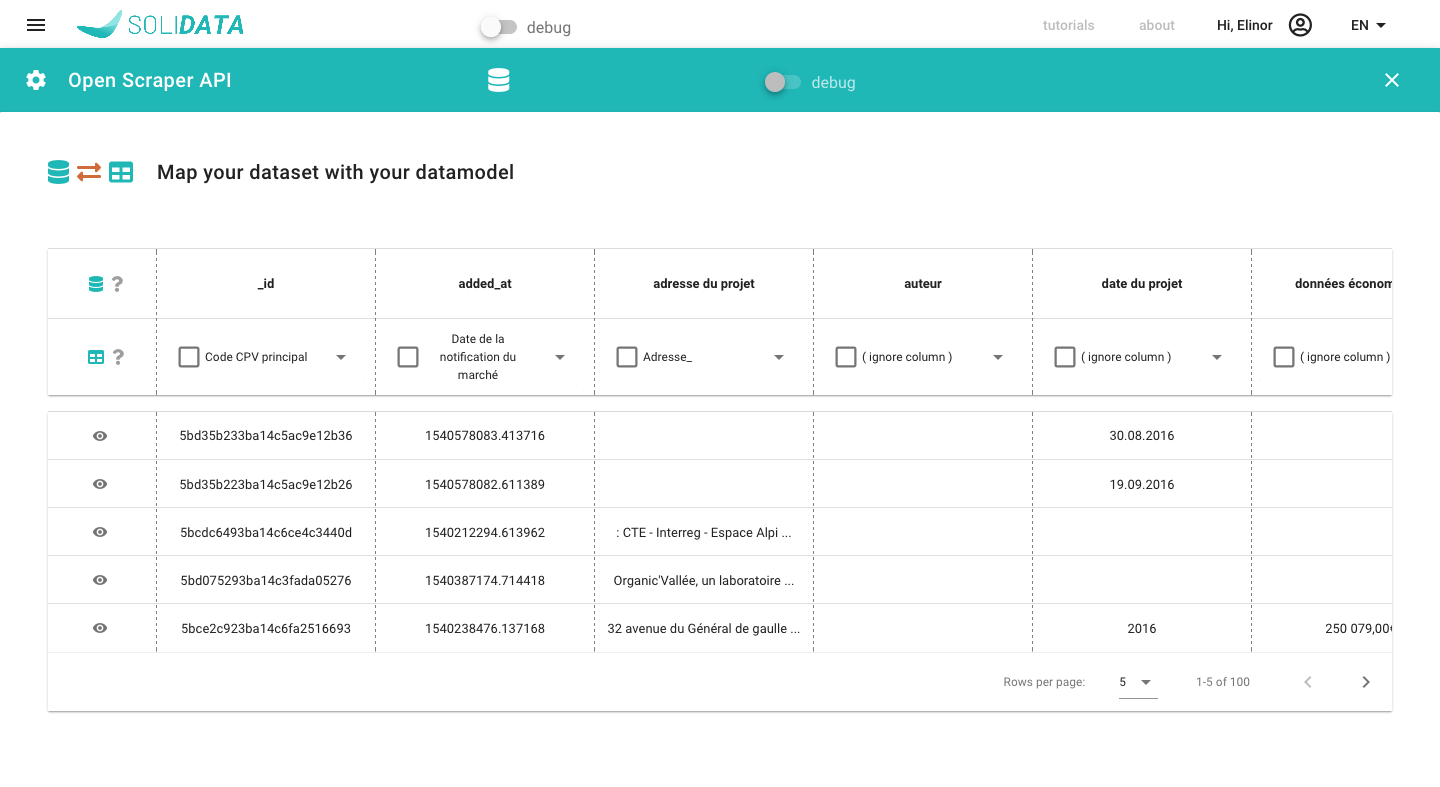 SOLIDATA
debug
tutorials
about
Hi, Elinor
EN
Open Scraper API
debug
Map your dataset with your datamodel
? _id added_at adresse du projet auteur date du projet données éconon
? Code CPV principal
Date de la
notification du
marché
Adresse_
( ignore column )
( ignore column )
( ignore column )
5bd35b233ba14c5ac9e12b36 1540578083.413716 30.08.2016
5bd35b223ba14c5ac9e12b26 1540578082.611389 19.09.2016
5bcdc6493ba14c6ce4c3440d 1540212294.613962 : CTE - Interreg - Espace Alpi ...
5bd075293ba14c3fada05276 1540387174.714418 Organic'Vallée, un laboratoire ...
5bce2c923ba14c6fa2516693 1540238476.137168 32 avenue du Général de gaulle ... 2016 250 079,00€
Rows per page: 5 1-5 of 100